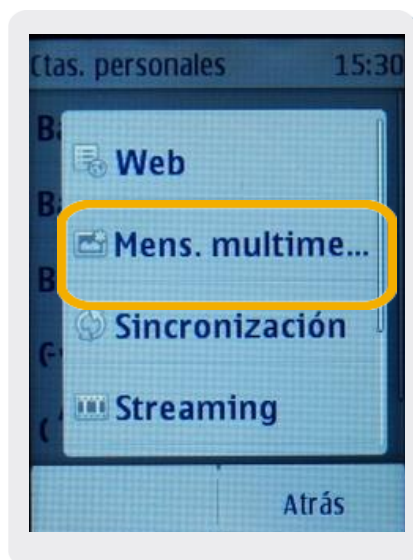 Ctas. personales 15:30
Web
Mens. multime...
Sincronización
Streaming
Atrás